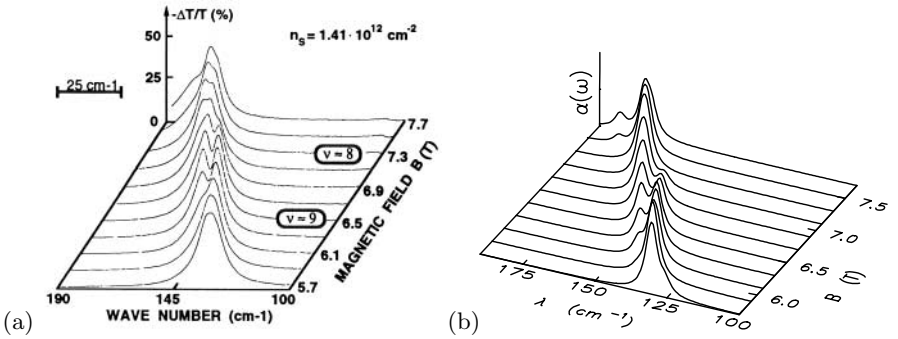 -ΔT/T (%)
50
25
0
n_S = 1.41·10^12 cm^-2
25 cm-1
ν = 8
ν = 9
7.7
7.3
6.9
6.5
6.1
5.7
MAGNETIC FIELD B (T)
190
145
100
WAVE NUMBER (cm-1)
(a)
α(ω)
7.5
7.0
6.5
6.0
B (T)
175
150
125
100
λ (cm^-1)
(b)